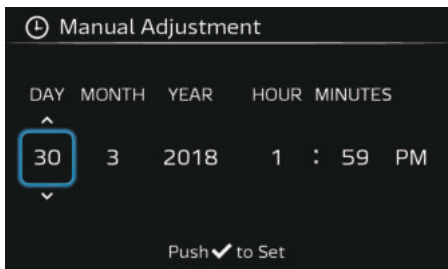 Manual Adjustment
DAY MONTH YEAR HOUR MINUTES
30 3 2018 1 : 59 PM
Push ✔ to Set